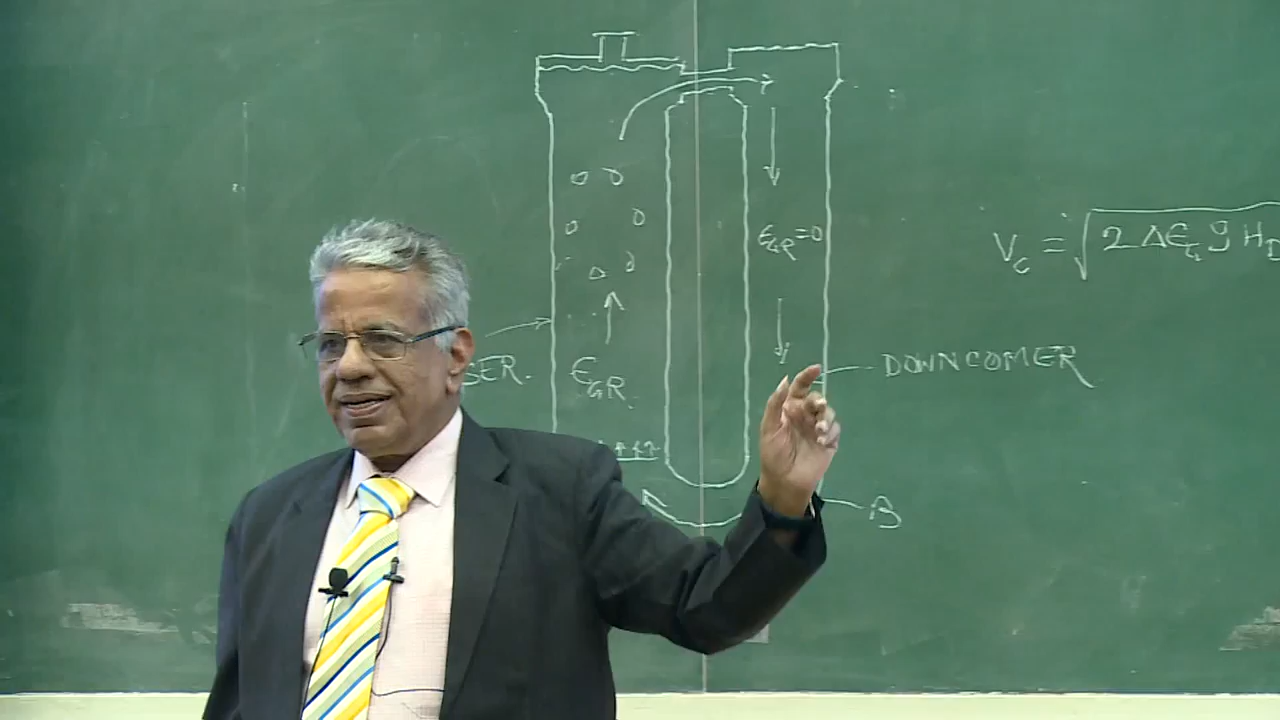 ϵ_GR=0
V_c = √2 Δϵ_G g H_D
DOWNCOMER
SER.
ϵ_GR.
B